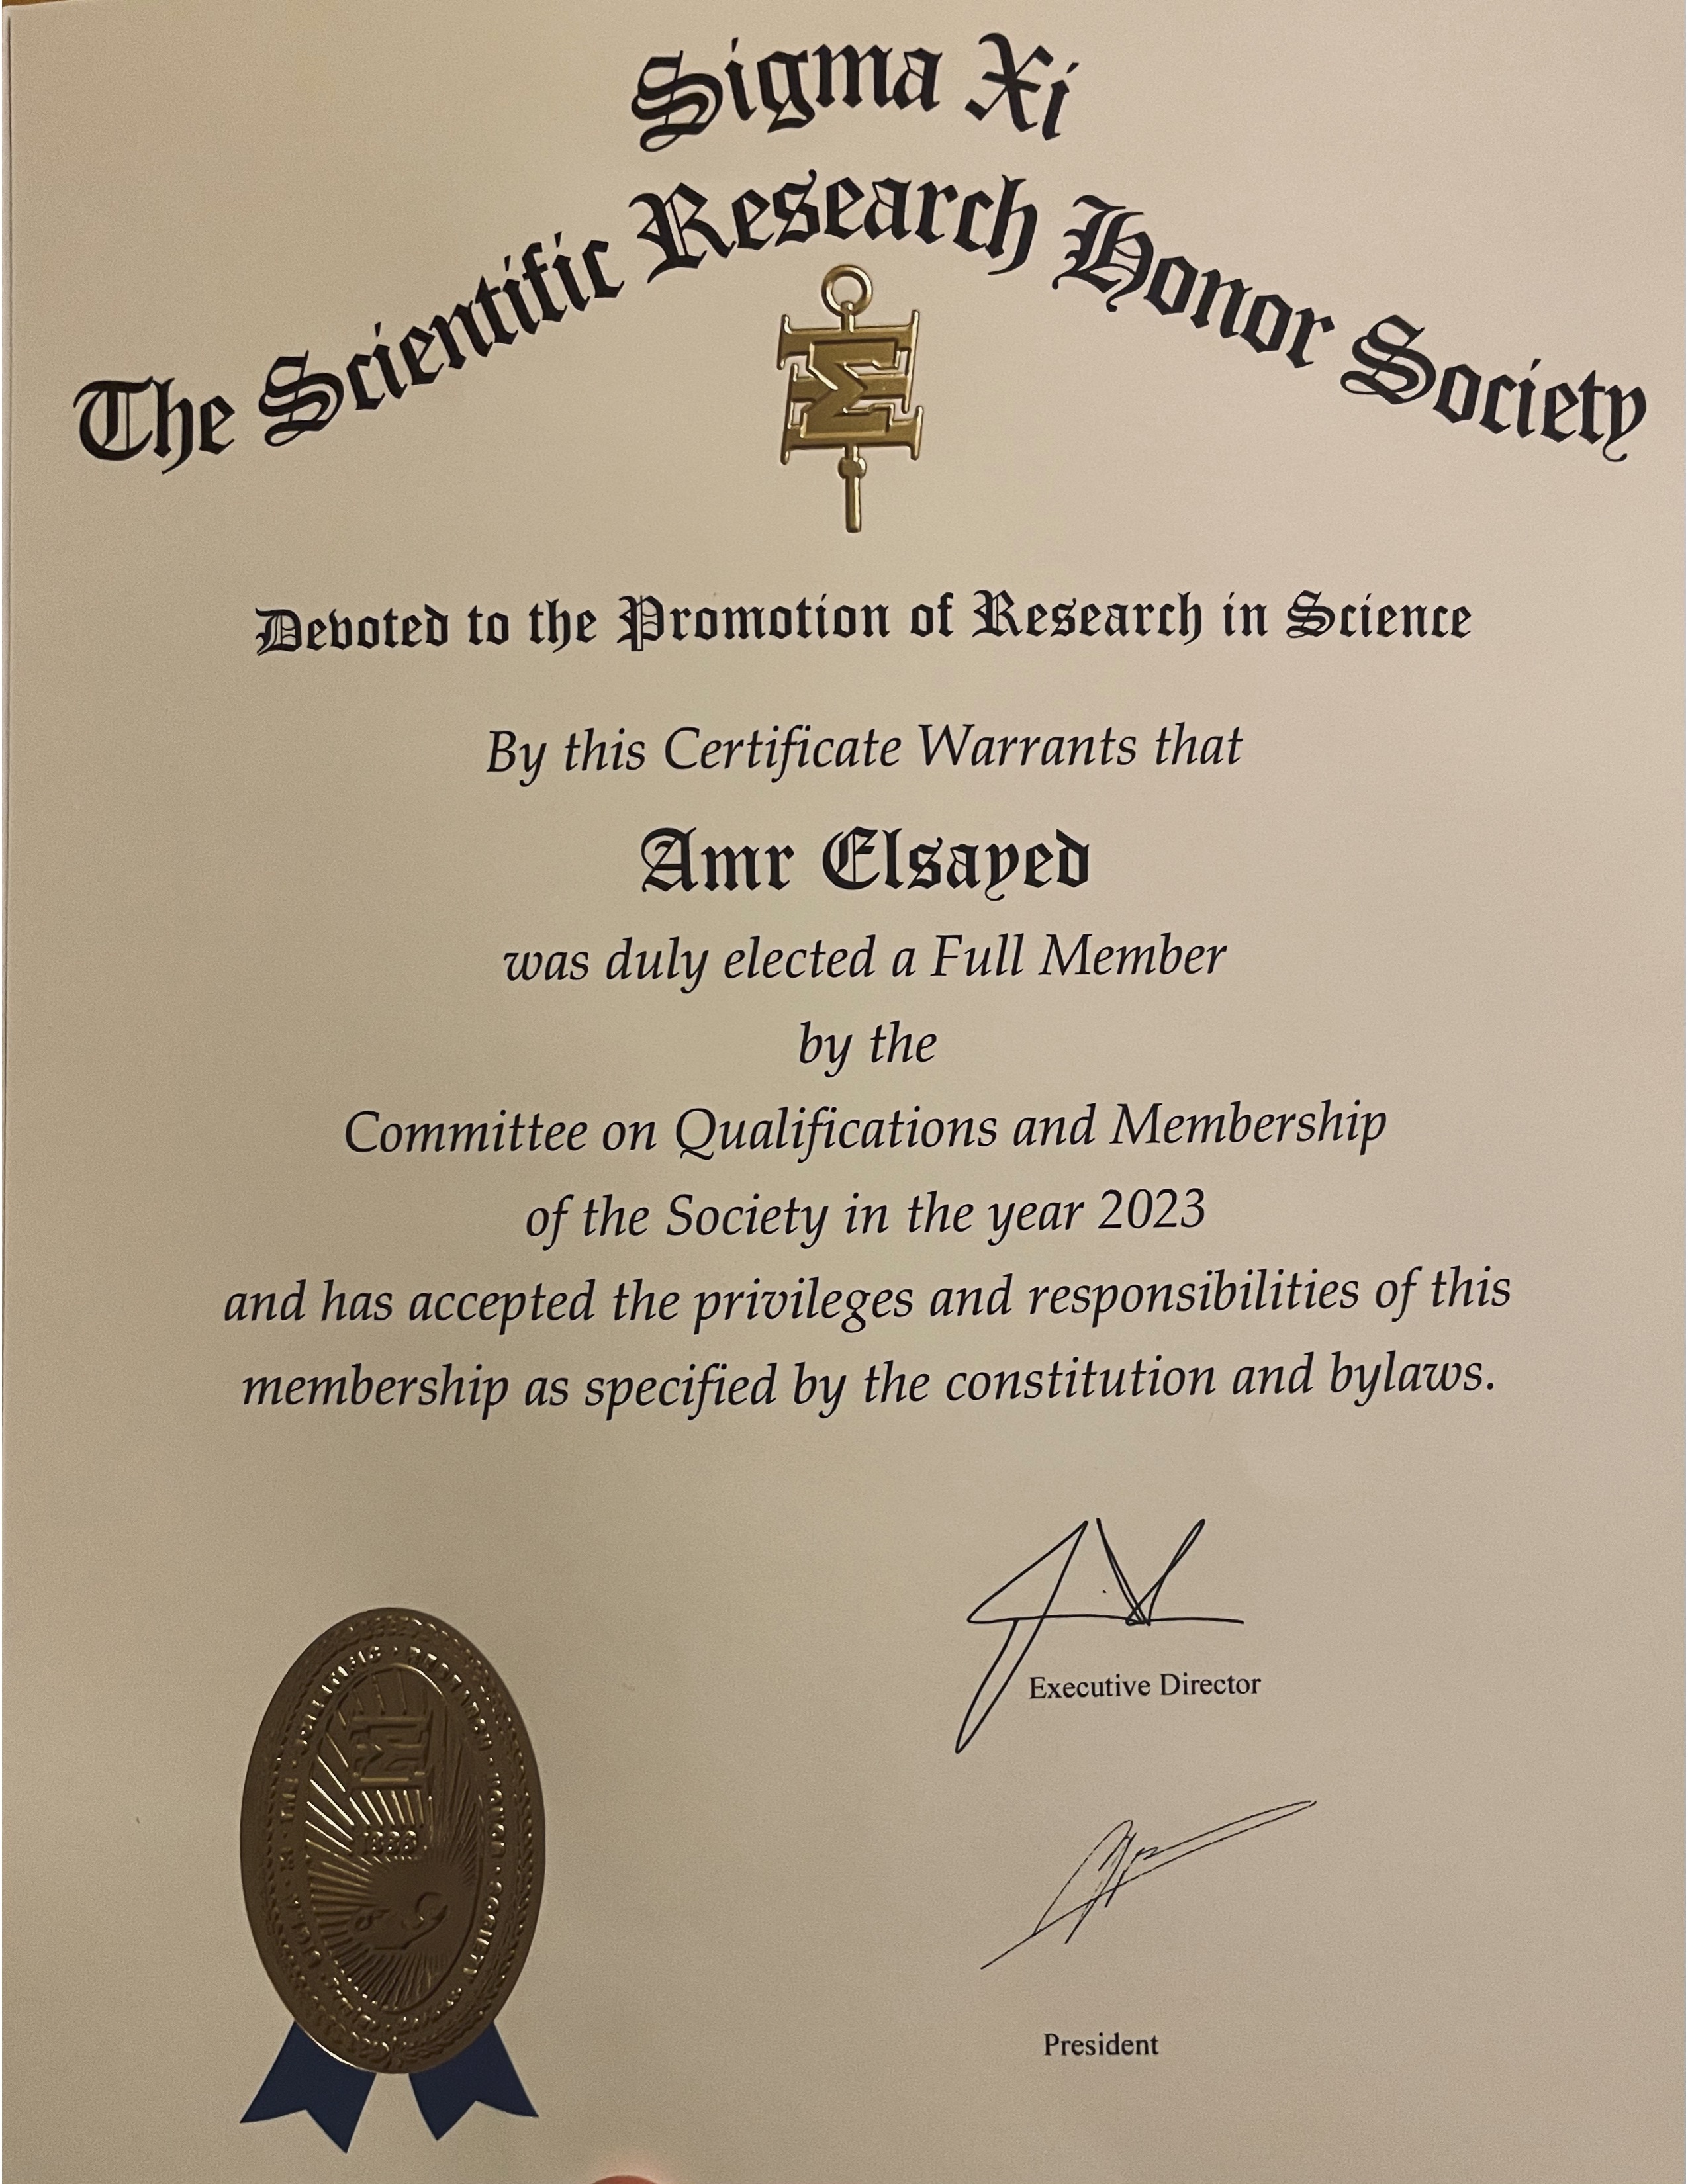 Sigma Xi
The Scientific Research Honor Society
Devoted to the Promotion of Research in Science
By this Certificate Warrants that
Amr Elsayed
was duly elected a Full Member
by the
Committee on Qualifications and Membership
of the Society in the year 2023
and has accepted the privileges and responsibilities of this
membership as specified by the constitution and bylaws.
Executive Director
President
1886